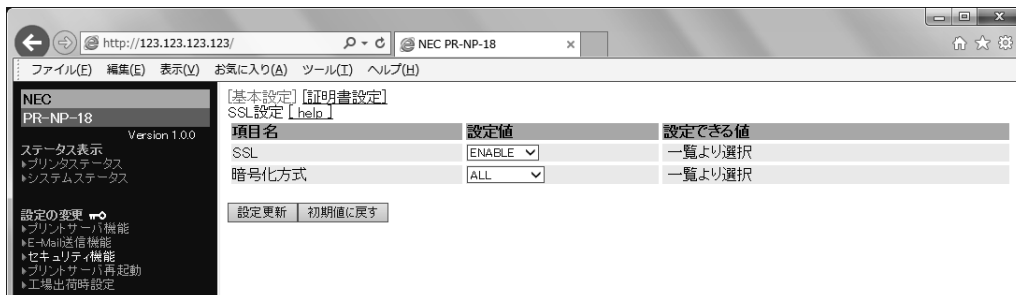 http://123.123.123.123/
NEC PR-NP-18
ファイル(F) 編集(E) 表示(V) お気に入り(A) ツール(T) ヘルプ(H)
NEC
PR-NP-18
Version 1.0.0
ステータス表示
プリンタステータス
システムステータス
設定の変更
プリントサーバ機能
E-Mail送信機能
セキュリティ機能
プリントサーバ再起動
工場出荷時設定
[基本設定] [証明書設定]
SSL設定 [ help ]
項目名 設定値 設定できる値
SSL ENABLE 一覧より選択
暗号化方式 ALL 一覧より選択
設定更新 初期値に戻す